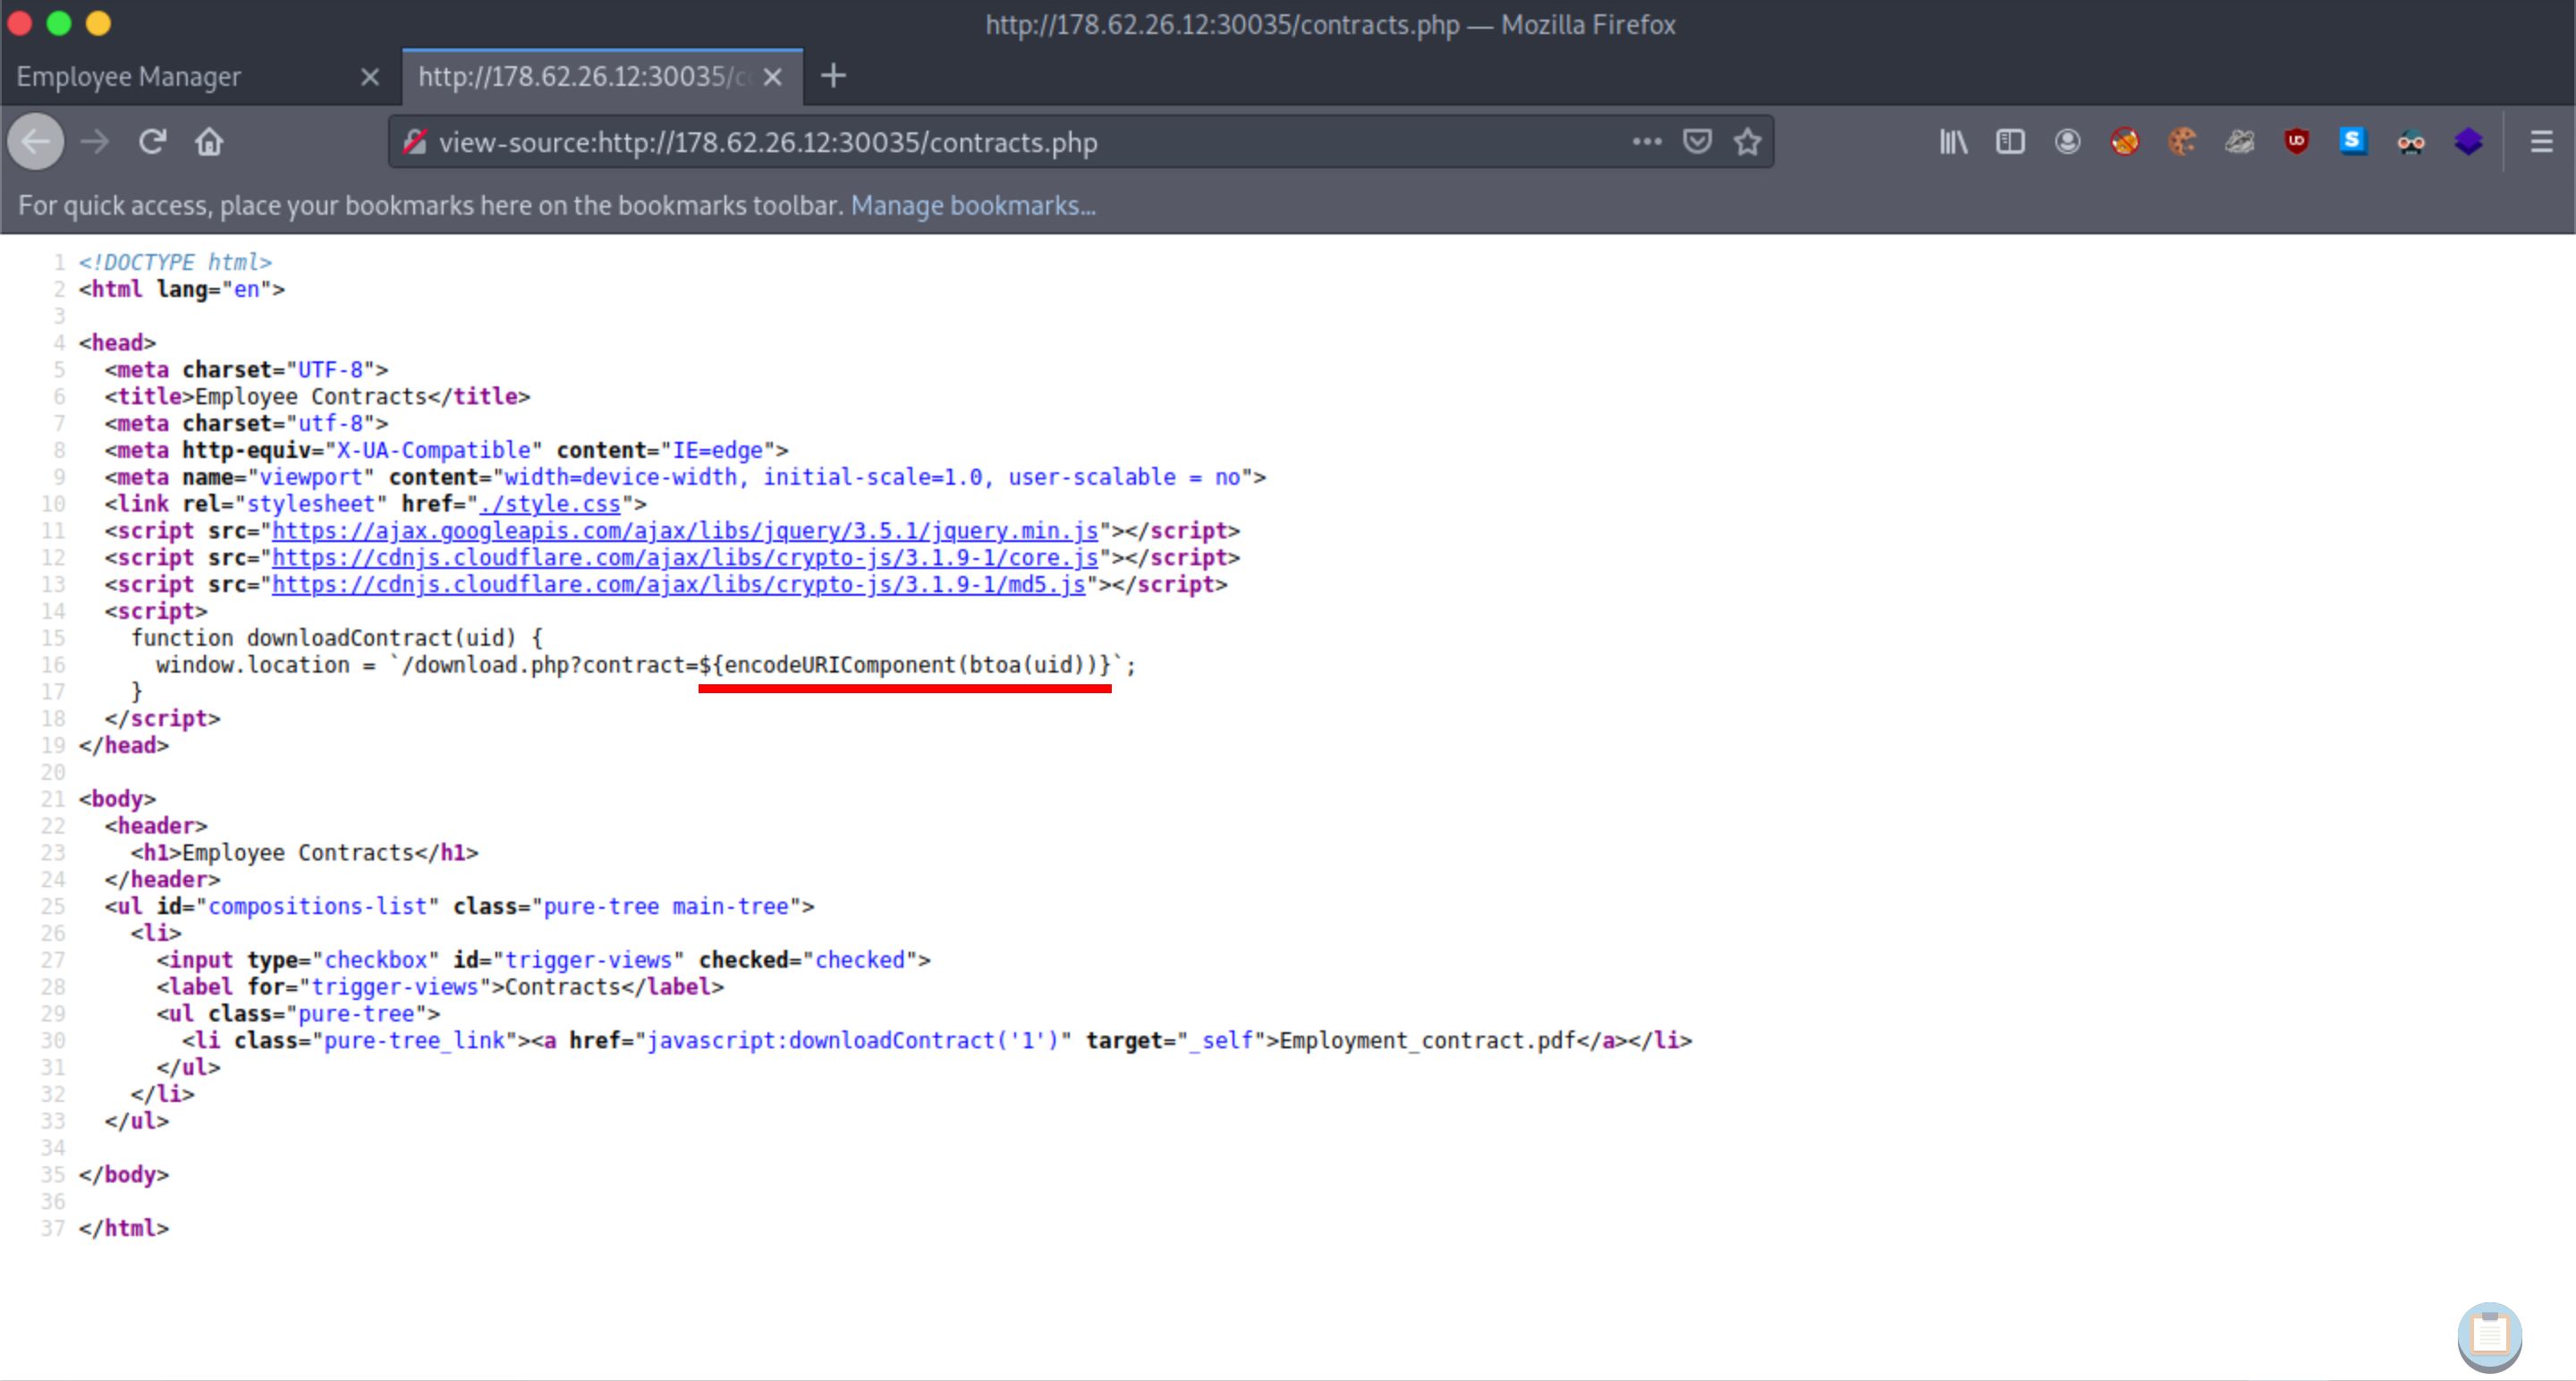 http://178.62.26.12:30035/contracts.php — Mozilla Firefox
Employee Manager
http://178.62.26.12:30035/c
view-source:http://178.62.26.12:30035/contracts.php
For quick access, place your bookmarks here on the bookmarks toolbar. Manage bookmarks...
1 <!DOCTYPE html>
2 <html lang="en">
3
4 <head>
5   <meta charset="UTF-8">
6   <title>Employee Contracts</title>
7   <meta charset="utf-8">
8   <meta http-equiv="X-UA-Compatible" content="IE=edge">
9   <meta name="viewport" content="width=device-width, initial-scale=1.0, user-scalable = no">
10   <link rel="stylesheet" href="./style.css">
11   <script src="https://ajax.googleapis.com/ajax/libs/jquery/3.5.1/jquery.min.js"></script>
12   <script src="https://cdnjs.cloudflare.com/ajax/libs/crypto-js/3.1.9-1/core.js"></script>
13   <script src="https://cdnjs.cloudflare.com/ajax/libs/crypto-js/3.1.9-1/md5.js"></script>
14   <script>
15     function downloadContract(uid) {
16       window.location = `/download.php?contract=${encodeURIComponent(btoa(uid))}`;
17     }
18   </script>
19 </head>
20
21 <body>
22   <header>
23     <h1>Employee Contracts</h1>
24   </header>
25   <ul id="compositions-list" class="pure-tree main-tree">
26     <li>
27       <input type="checkbox" id="trigger-views" checked="checked">
28       <label for="trigger-views">Contracts</label>
29       <ul class="pure-tree">
30         <li class="pure-tree_link"><a href="javascript:downloadContract('1')" target="_self">Employment_contract.pdf</a></li>
31       </ul>
32     </li>
33   </ul>
34
35 </body>
36
37 </html>